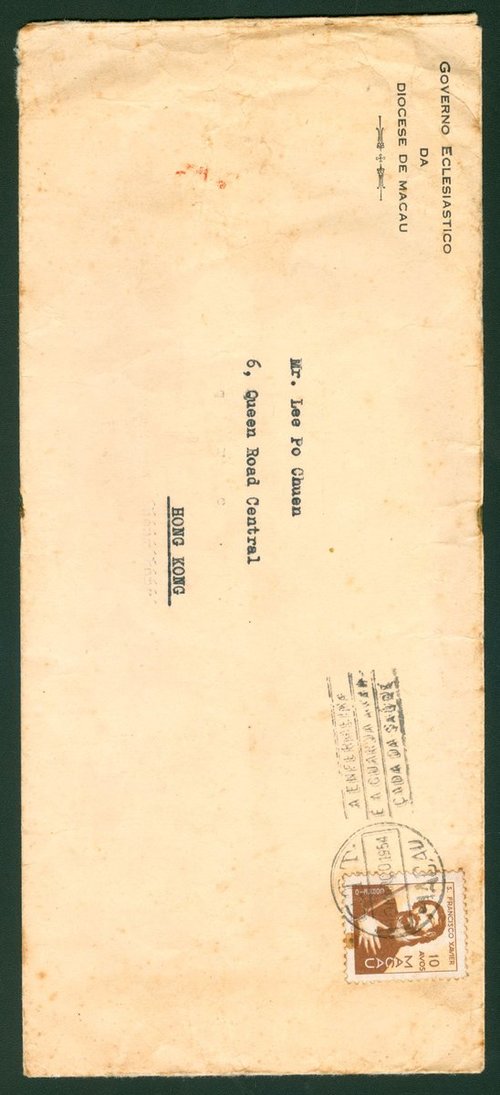 GOVERNO ECLESIASTICO
DA
DIOCESE DE MACAU
Mr. Lee Po Chuen
6, Queen Road Central
HONG KONG
S. FRANCISCO XAVIER
10
AVOS
MACAU
1954